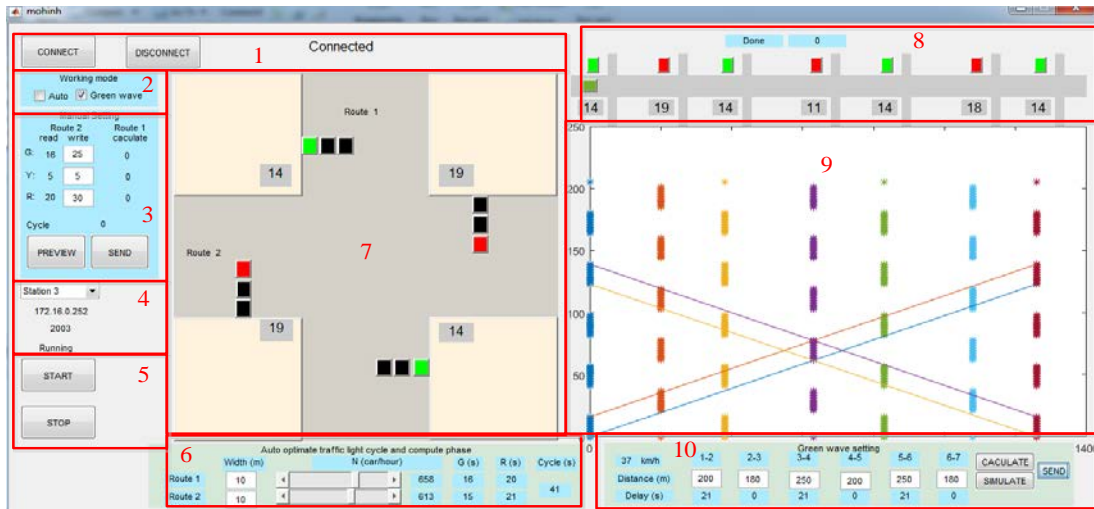 mohinh
CONNECT
DISCONNECT
1
Connected
Working mode
2
Auto
Green wave
Manual Setting
Route 2
Route 1
read
write
caculate
G:
16
25
0
Y:
5
5
0
R:
20
30
0
3
Cycle
0
PREVIEW
SEND
Station 3
4
172.16.0.252
2003
Running
5
START
STOP
Route 1
14
19
7
Route 2
19
14
Done
0
8
14
19
14
11
14
18
14
250
200
150
100
50
0
1400
9
6
Auto optimate traffic light cycle and compute phase
Width (m)
N (car/hour)
G (s)
R (s)
Cycle (s)
Route 1
10
658
16
20
41
Route 2
10
613
15
21
10
Green wave setting
37 km/h
1-2
2-3
3-4
4-5
5-6
6-7
CACULATE
SEND
Distance (m)
200
180
250
200
250
180
SIMULATE
Delay (s)
21
0
21
0
21
0